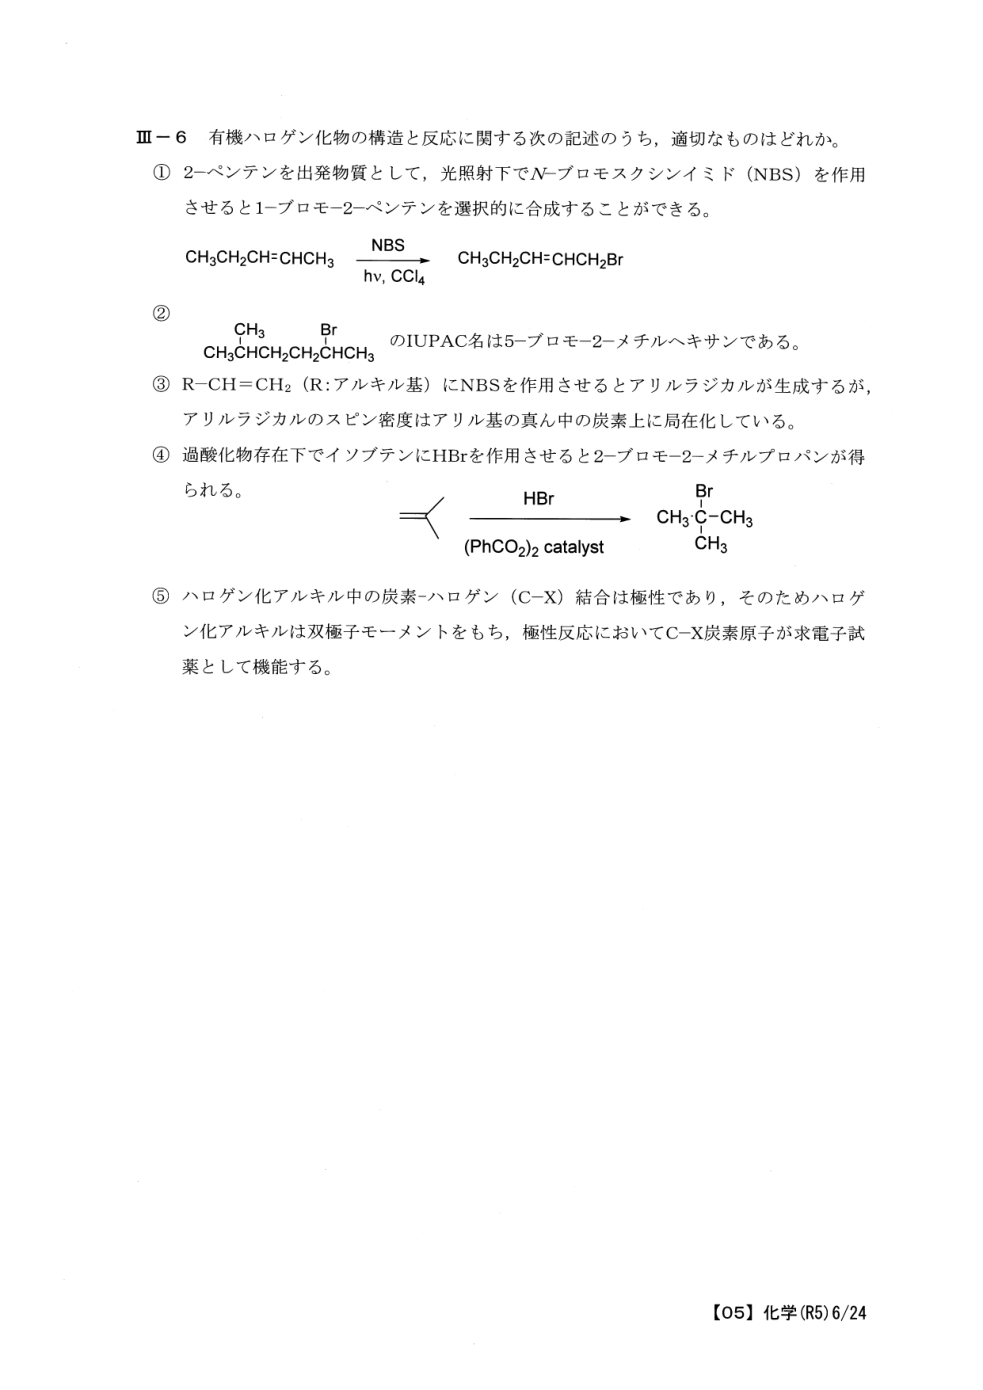 Ⅲ－6　有機ハロゲン化物の構造と反応に関する次の記述のうち，適切なものはどれか。
① 2−ペンテンを出発物質として，光照射下でN−ブロモスクシンイミド（NBS）を作用
させると1−ブロモ−2−ペンテンを選択的に合成することができる。
CH3CH2CH=CHCH3 NBS hν, CCl4 CH3CH2CH=CHCH2Br
②
CH3 Br
CH3CHCH2CH2CHCH3 のIUPAC名は5−ブロモ−2−メチルヘキサンである。
③ R−CH＝CH2（R：アルキル基）にNBSを作用させるとアリルラジカルが生成するが，
アリルラジカルのスピン密度はアリル基の真ん中の炭素上に局在化している。
④ 過酸化物存在下でイソブテンにHBrを作用させると2−ブロモ−2−メチルプロパンが得
られる。
HBr Br
CH3-C-CH3
(PhCO2)2 catalyst CH3
⑤ ハロゲン化アルキル中の炭素-ハロゲン（C−X）結合は極性であり，そのためハロゲ
ン化アルキルは双極子モーメントをもち，極性反応においてC−X炭素原子が求電子試
薬として機能する。
【05】化学(R5)6/24